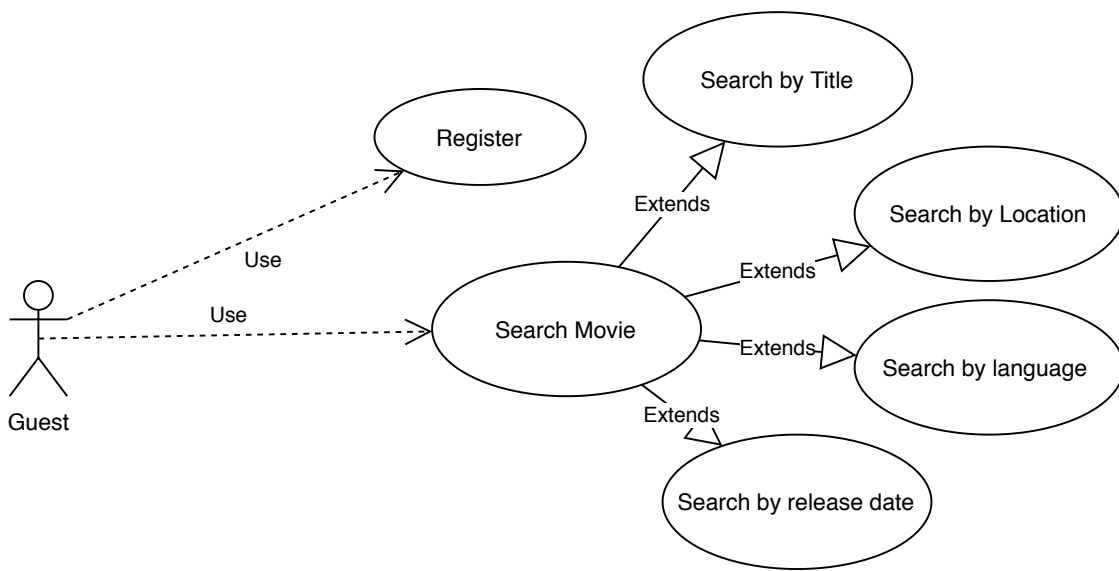 Search by Title
Register
Extends
Search by Location
Use
Extends
Use
Search Movie
Extends
Search by language
Guest
Extends
Search by release date